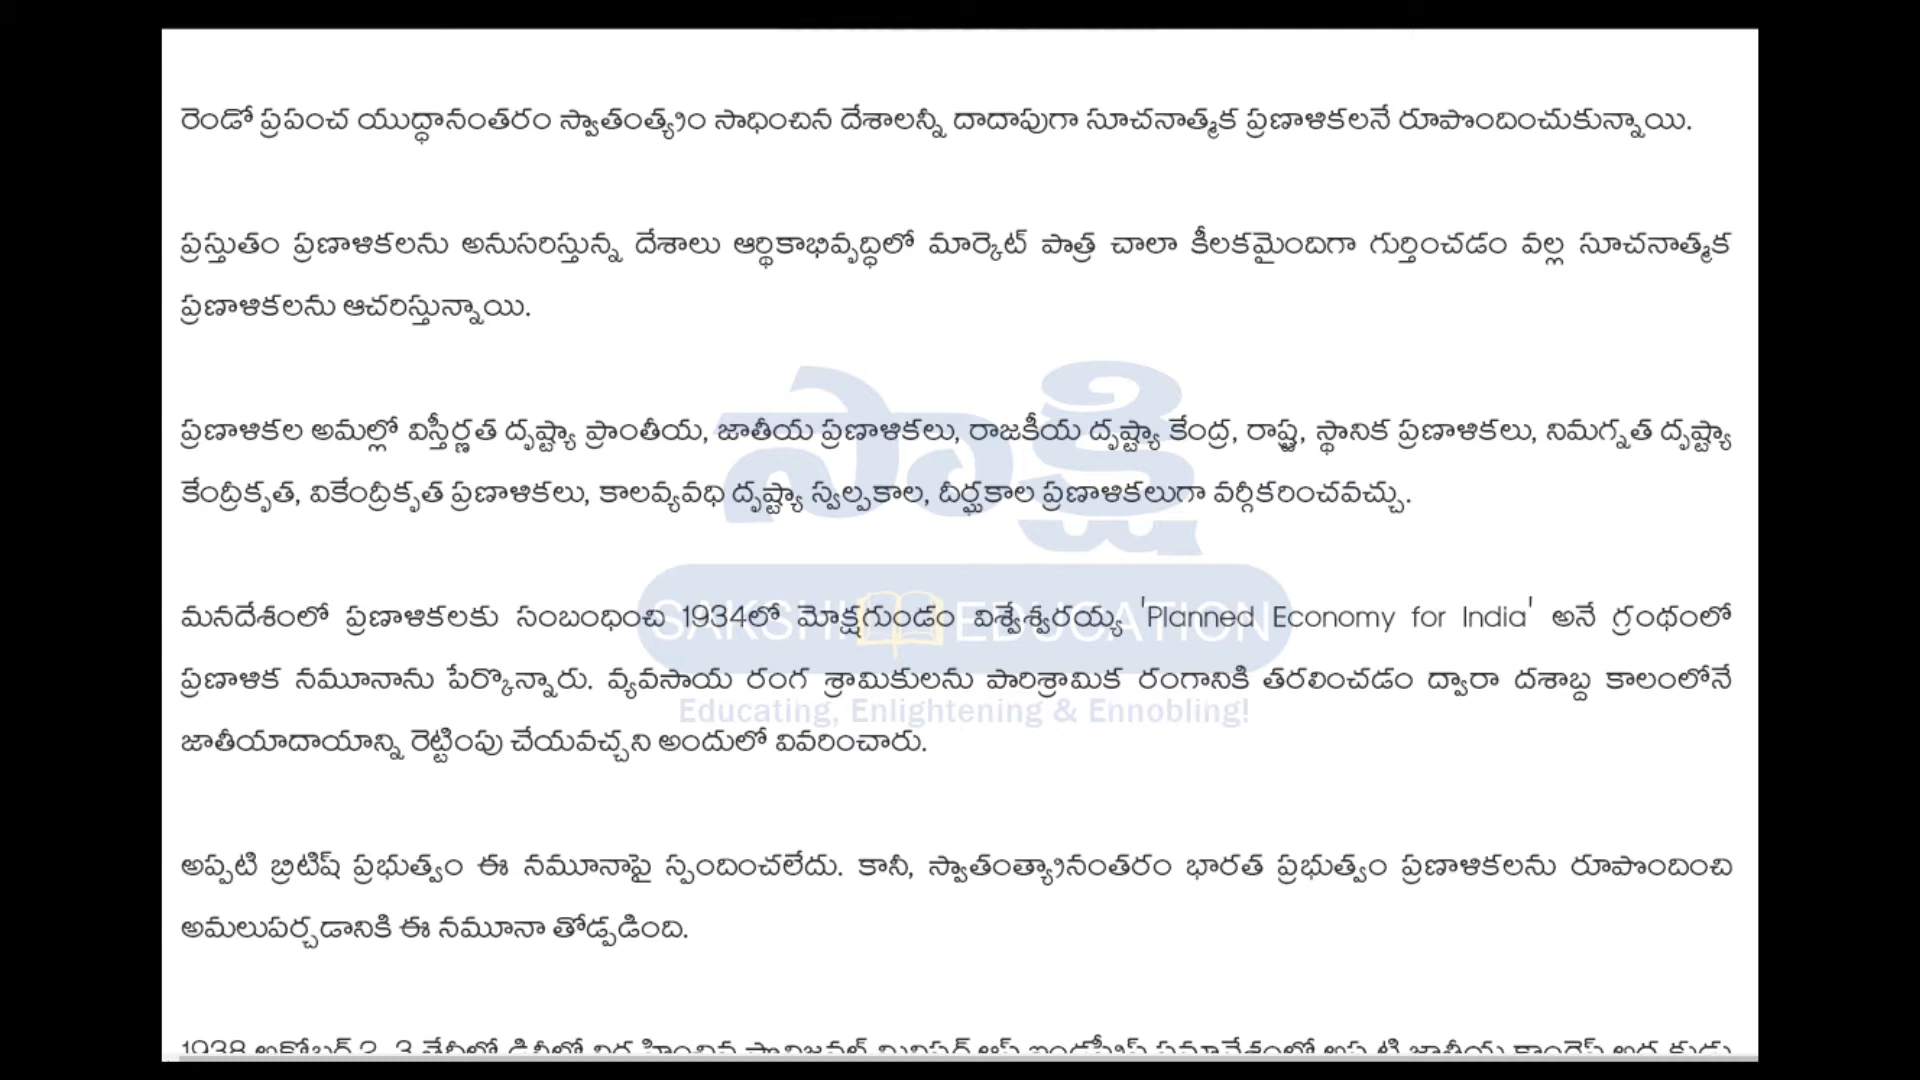 రెండో ప్రపంచ యుద్ధానంతరం స్వాతంత్య్రం సాధించిన దేశాలన్నీ దాదాపుగా సూచనాత్మక ప్రణాళికలనే రూపొందించుకున్నాయి.
ప్రస్తుతం ప్రణాళికలను అనుసరిస్తున్న దేశాలు ఆర్థికాభివృద్ధిలో మార్కెట్ పాత్ర చాలా కీలకమైందిగా గుర్తించడం వల్ల సూచనాత్మక
ప్రణాళికలను ఆచరిస్తున్నాయి.
సాక్షి
ప్రణాళికల అమల్లో విస్తీర్ణత దృష్ట్యా ప్రాంతీయ, జాతీయ ప్రణాళికలు, రాజకీయ దృష్ట్యా కేంద్ర, రాష్ట్ర, స్థానిక ప్రణాళికలు, నిమగ్నత దృష్ట్యా
కేంద్రీకృత, వికేంద్రీకృత ప్రణాళికలు, కాలవ్యవధి దృష్ట్యా స్వల్పకాల, దీర్ఘకాల ప్రణాళికలుగా వర్గీకరించవచ్చు.
మనదేశంలో ప్రణాళికలకు సంబంధించి 1934లో మోక్షగుండం విశ్వేశ్వరయ్య 'Planned Economy for India' అనే గ్రంథంలో
SAKSHI EDUCATION
ప్రణాళిక నమూనాను పేర్కొన్నారు. వ్యవసాయ రంగ శ్రామికులను పారిశ్రామిక రంగానికి తరలించడం ద్వారా దశాబ్ద కాలంలోనే
Educating, Enlightening & Ennobling!
జాతీయాదాయాన్ని రెట్టింపు చేయవచ్చని అందులో వివరించారు.
అప్పటి బ్రిటిష్ ప్రభుత్వం ఈ నమూనాపై స్పందించలేదు. కానీ, స్వాతంత్య్రానంతరం భారత ప్రభుత్వం ప్రణాళికలను రూపొందించి
అమలుపర్చడానికి ఈ నమూనా తోడ్పడింది.